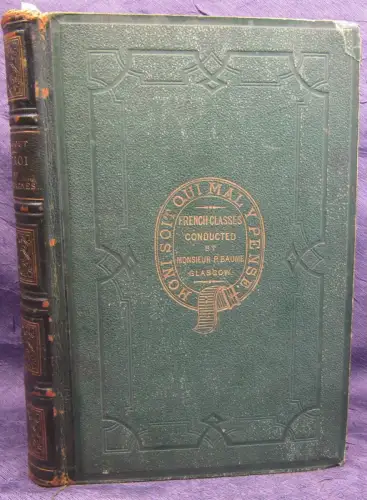 HONI·SOIT QUI MAL Y PENSE
FRENCH CLASSES
CONDUCTED
BY
MONSIEUR P. BAUME
GLASGOW.